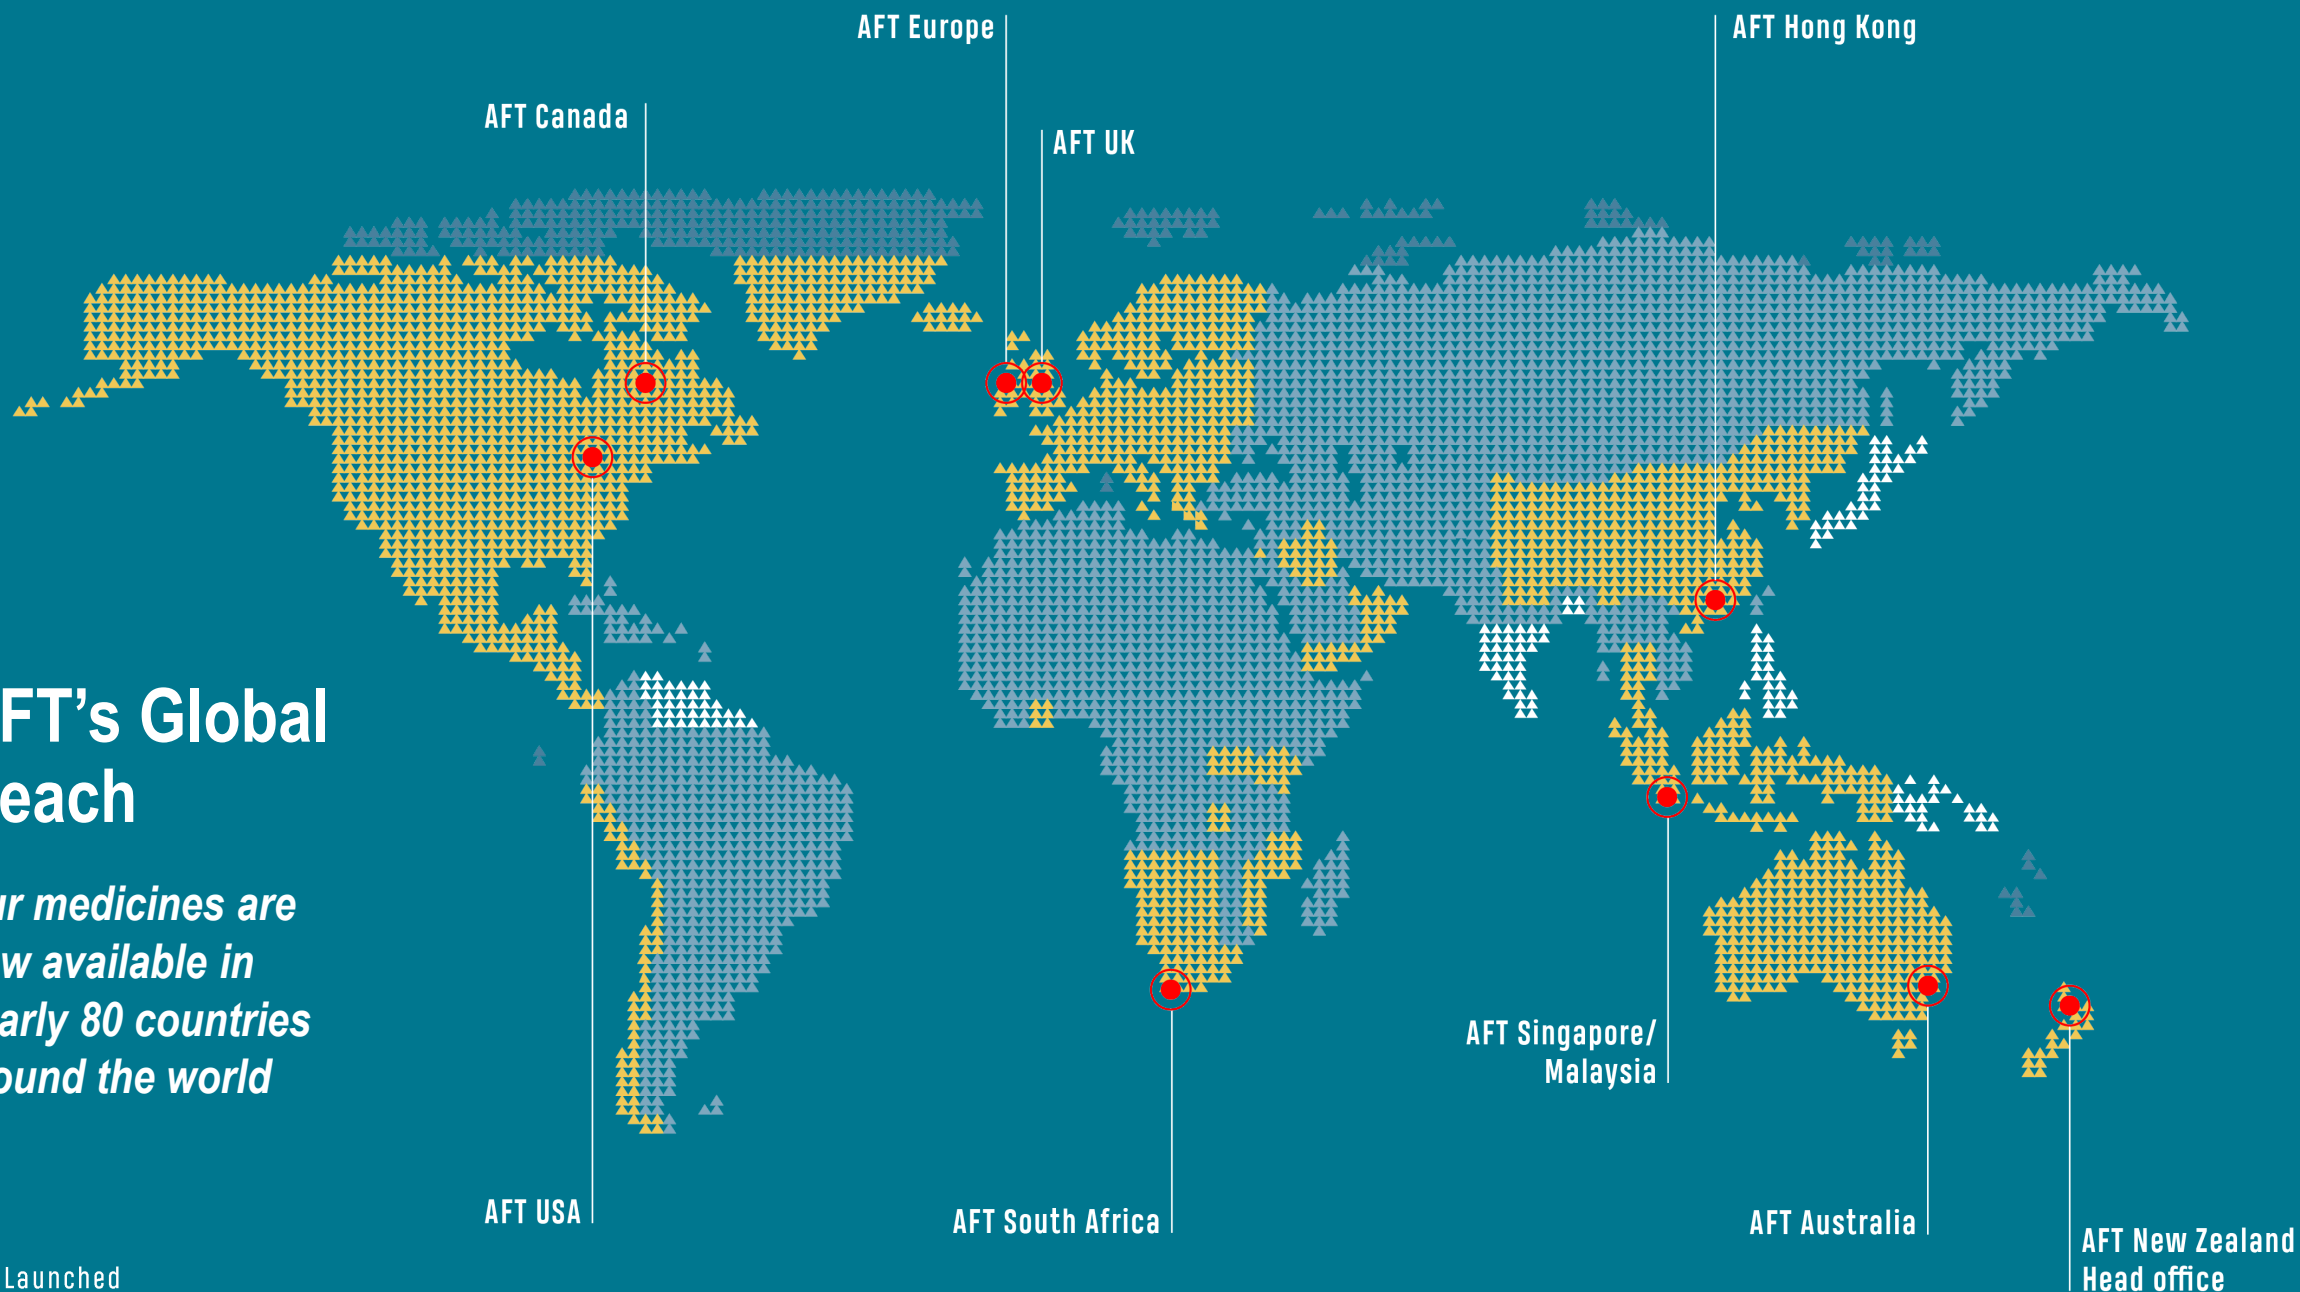 AFT Europe
AFT Hong Kong
AFT Canada
AFT UK
FT's Global
each
ur medicines are
w available in
arly 80 countries
ound the world
AFT Singapore/
Malaysia
AFT USA
AFT South Africa
AFT Australia
AFT New Zealand
Head office
Launched